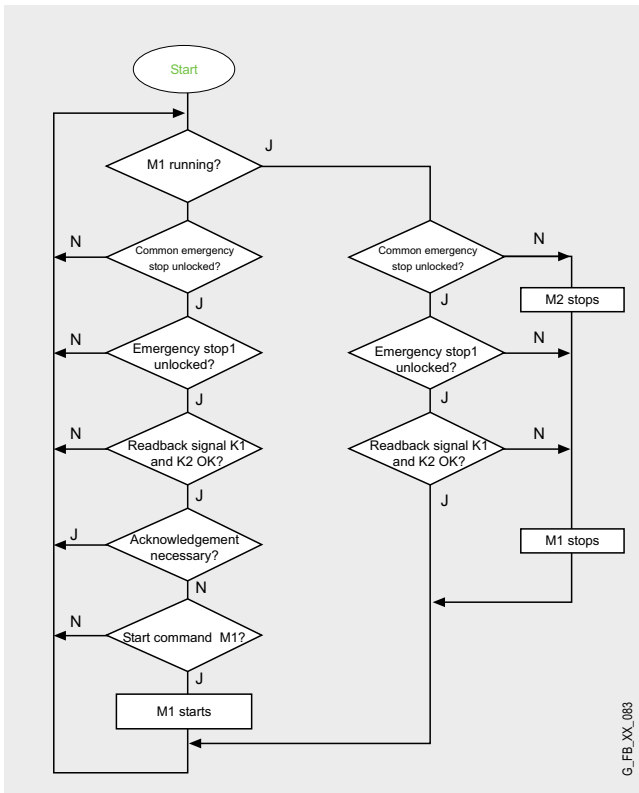 Start
M1 running?
J
Common emergency
stop unlocked?
N
J
Emergency stop1
unlocked?
N
J
Readback signal K1
and K2 OK?
N
J
Acknowledgement
necessary?
J
N
Start command M1?
N
J
M1 starts
Common emergency
stop unlocked?
N
J
M2 stops
Emergency stop1
unlocked?
N
J
Readback signal K1
and K2 OK?
N
J
M1 stops
G_FB_XX_083